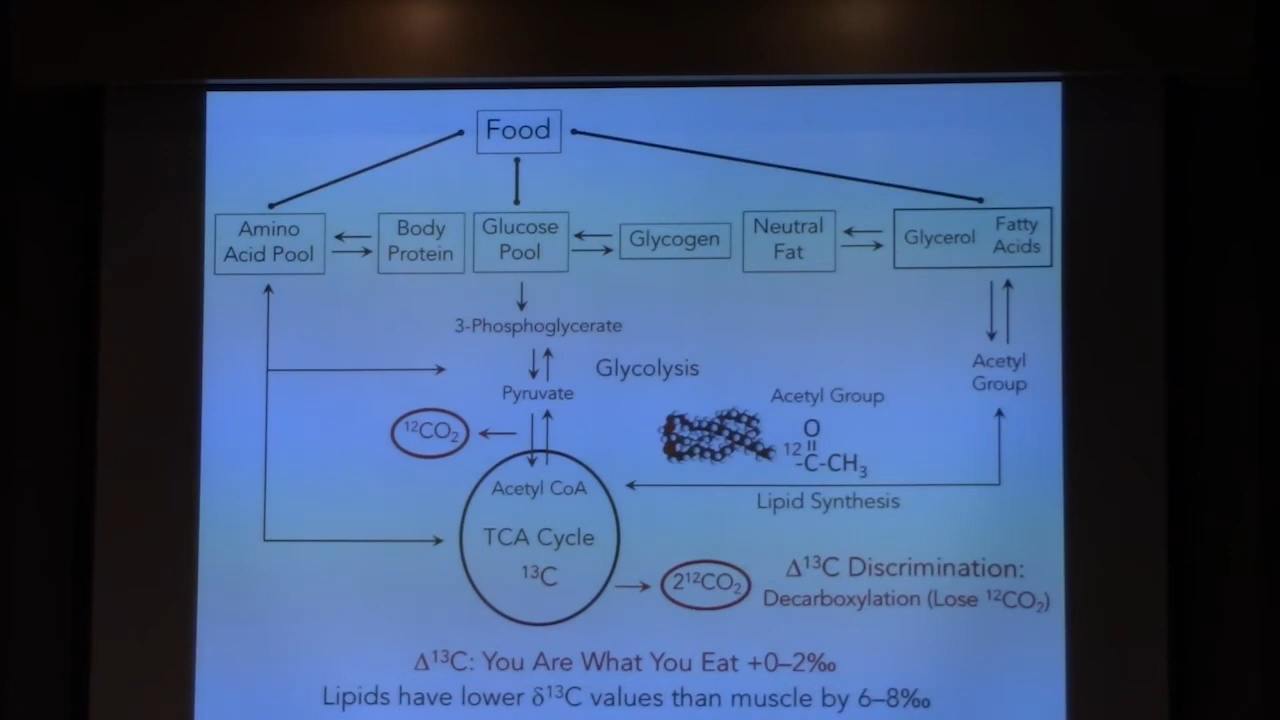 Food
Amino
Acid Pool
Body
Protein
Glucose
Pool
Glycogen
Neutral
Fat
Glycerol
Fatty
Acids
3-Phosphoglycerate
Glycolysis
Pyruvate
Acetyl
Group
¹²CO₂
Acetyl Group
O
12
-C-CH₃
Acetyl CoA
Lipid Synthesis
TCA Cycle
¹³C
2¹²CO₂
Δ¹³C Discrimination:
Decarboxylation (Lose ¹²CO₂)
Δ¹³C: You Are What You Eat +0–2‰
Lipids have lower δ¹³C values than muscle by 6–8‰